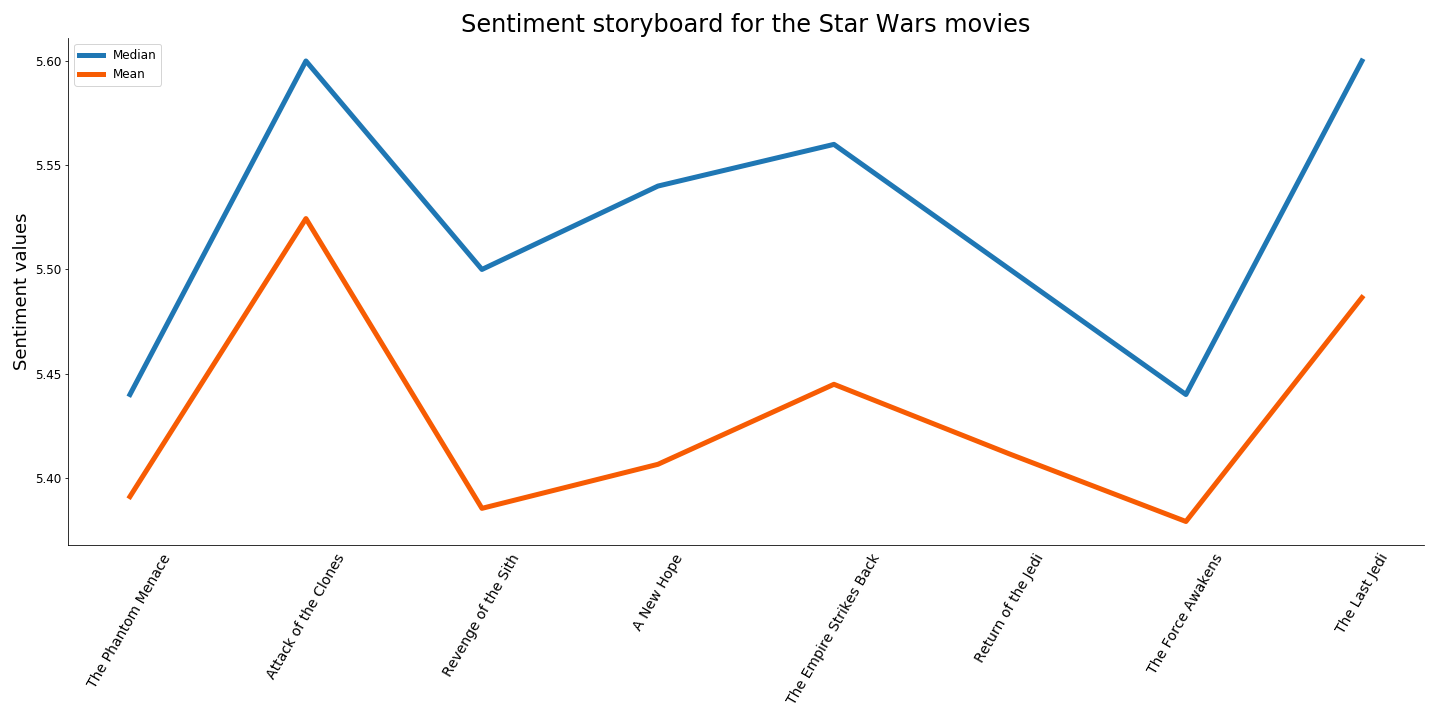 Sentiment storyboard for the Star Wars movies
Median
Mean
Sentiment values
5.60
5.55
5.50
5.45
5.40
The Phantom Menace
Attack of the Clones
Revenge of the Sith
A New Hope
The Empire Strikes Back
Return of the Jedi
The Force Awakens
The Last Jedi